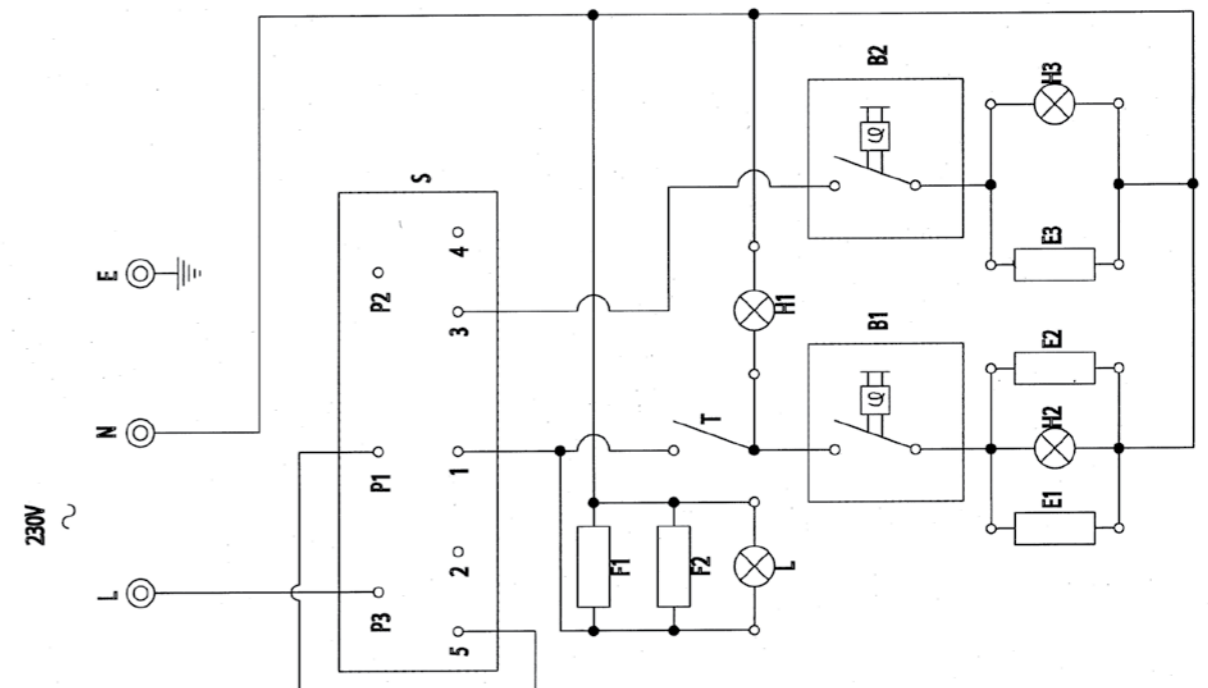 230V ~
L N E
P3 P1 P2
S
5 2 1 3 4
F1
F2 T
L H1
φ B1 φ B2
E1 H2 E2 E3 H3